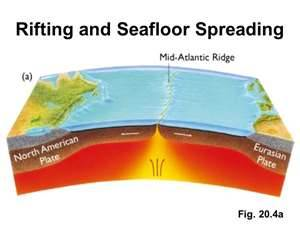 Rifting and Seafloor Spreading
Mid-Atlantic Ridge
(a)
North American
Plate
Eurasian
Plate
Fig. 20.4a